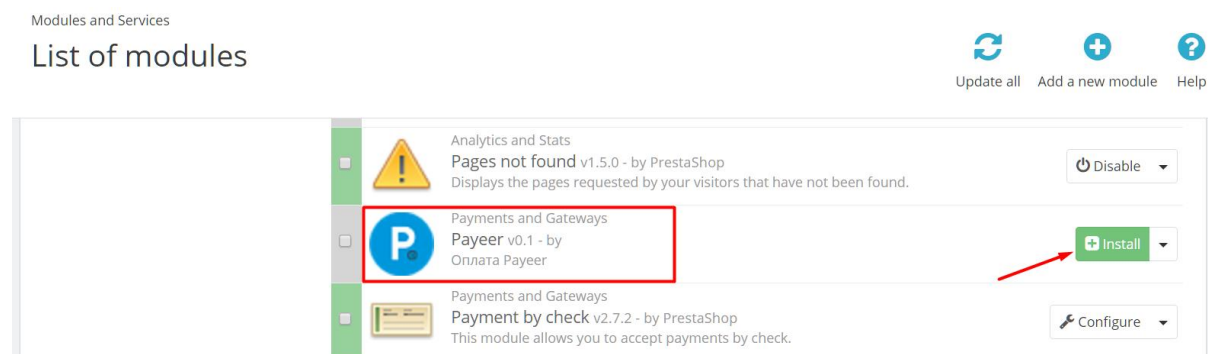 Modules and Services
List of modules
Update all
Add a new module
Help
Analytics and Stats
Pages not found v1.5.0 - by PrestaShop
Displays the pages requested by your visitors that have not been found.
Disable
Payments and Gateways
Payeer v0.1 - by
Оплата Payeer
Install
Payments and Gateways
Payment by check v2.7.2 - by PrestaShop
This module allows you to accept payments by check.
Configure